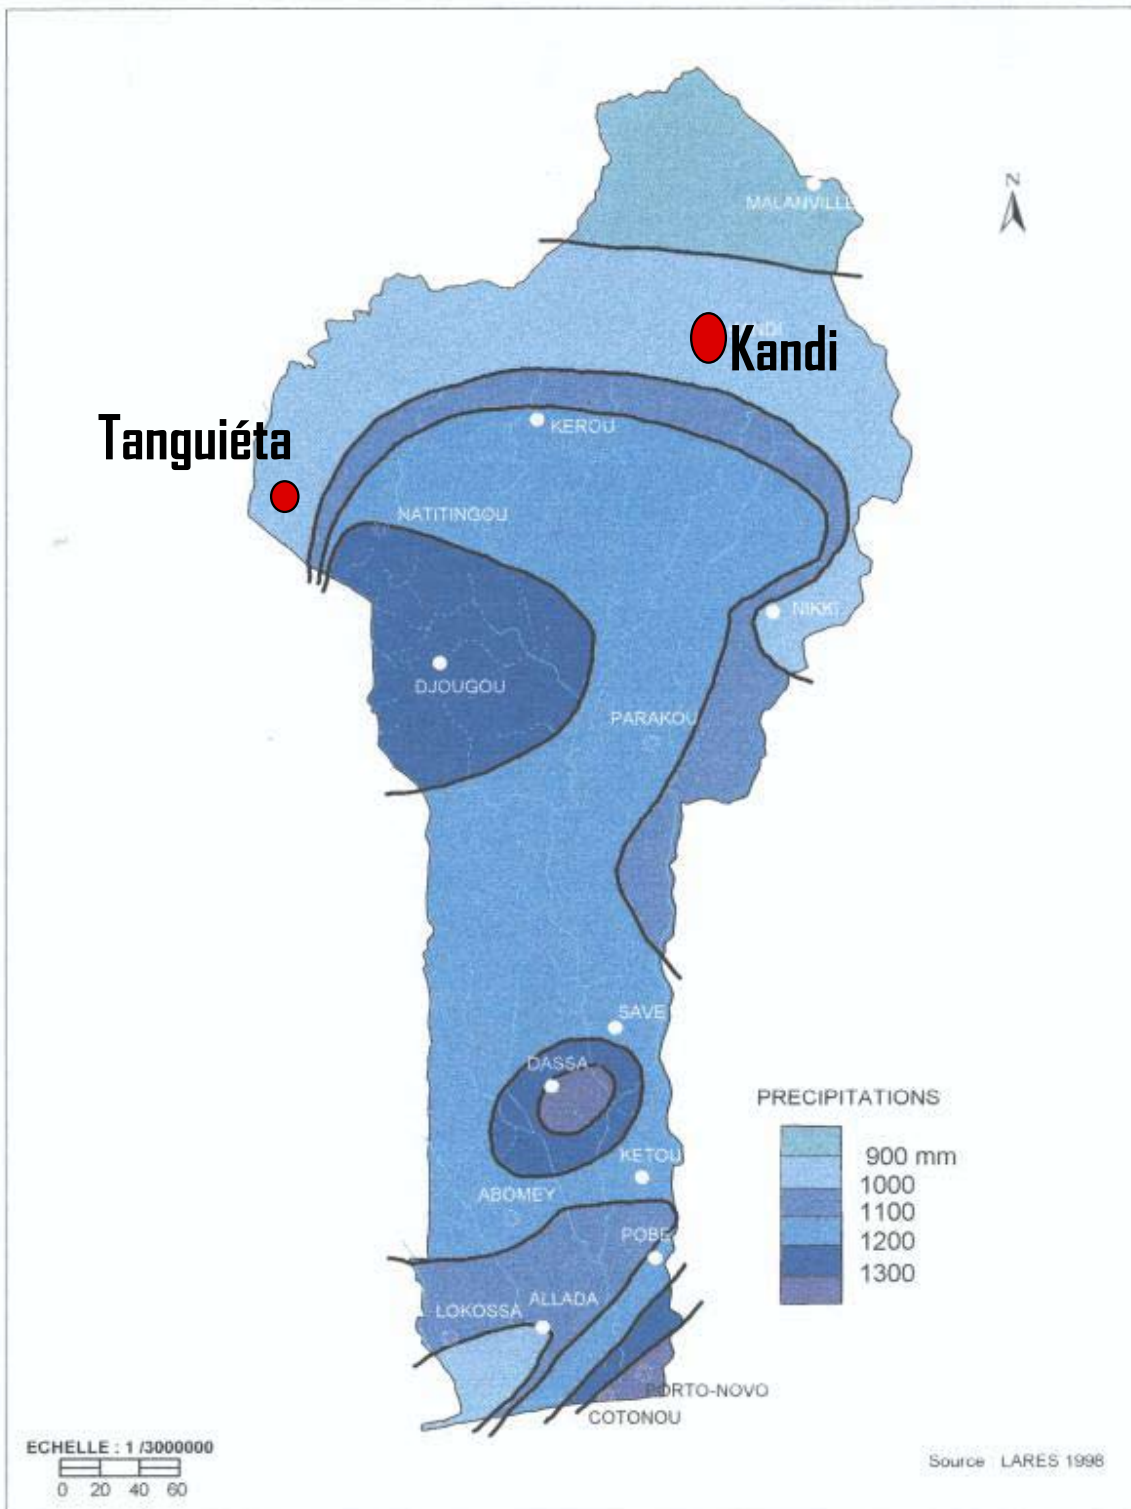 N
MALANVILLE
Kandi
KEROU
Tanguiéta
NATITINGOU
NIKKI
DJOUGOU
PARAKOU
SAVE
DASSA
PRECIPITATIONS
900 mm
1000
1100
1200
1300
KETOU
ABOMEY
POBE
ALLADA
LOKOSSA
PORTO-NOVO
COTONOU
ECHELLE : 1 /3000000
0 20 40 60
Source LARES 1998